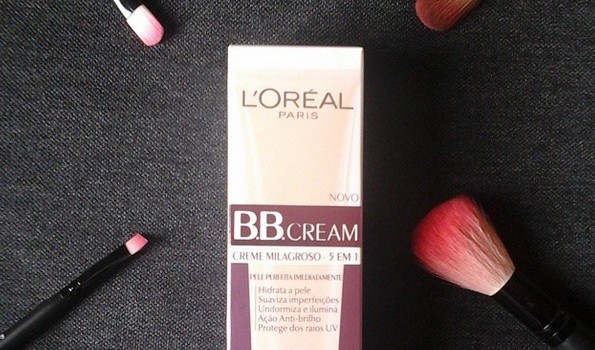 L'ORÉAL
PARIS
NOVO
B.B. CREAM
CREME MILAGROSO - 5 EM 1
PELE PERFEITA IMEDIATAMENTE
Hidrata a pele
Suaviza imperfeições
Uniformiza e ilumina
Ação Anti-brilho
Protege dos raios UV